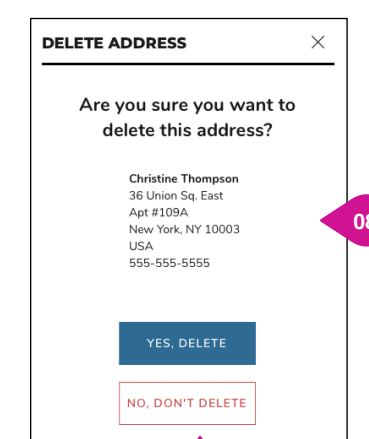 DELETE ADDRESS
Are you sure you want to
delete this address?
Christine Thompson
36 Union Sq. East
Apt #109A
New York, NY 10003
USA
555-555-5555
08
YES, DELETE
NO, DON'T DELETE